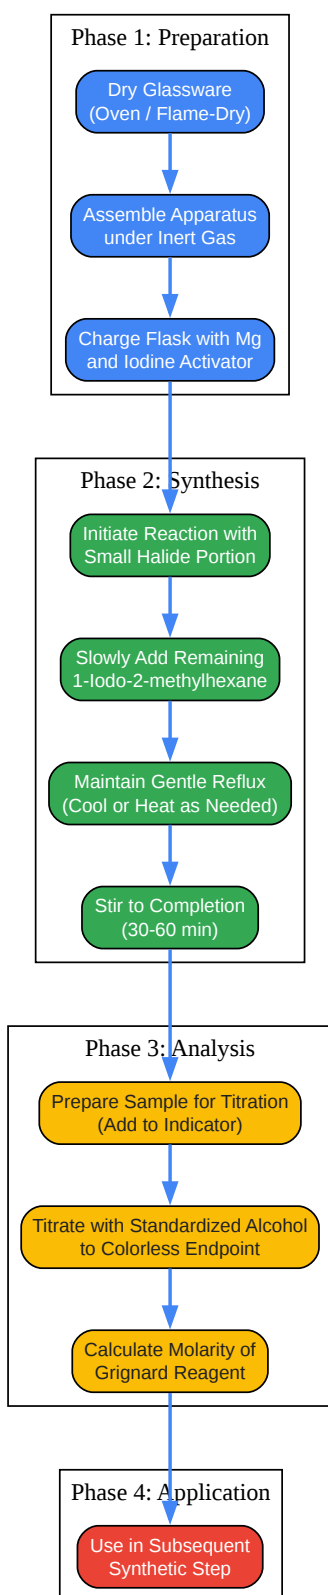 Phase 1: Preparation
Dry Glassware
(Oven / Flame-Dry)
Assemble Apparatus
under Inert Gas
Charge Flask with Mg
and Iodine Activator
Phase 2: Synthesis
Initiate Reaction with
Small Halide Portion
Slowly Add Remaining
1-Iodo-2-methylhexane
Maintain Gentle Reflux
(Cool or Heat as Needed)
Stir to Completion
(30-60 min)
Phase 3: Analysis
Prepare Sample for Titration
(Add to Indicator)
Titrate with Standardized Alcohol
to Colorless Endpoint
Calculate Molarity of
Grignard Reagent
Phase 4: Application
Use in Subsequent
Synthetic Step